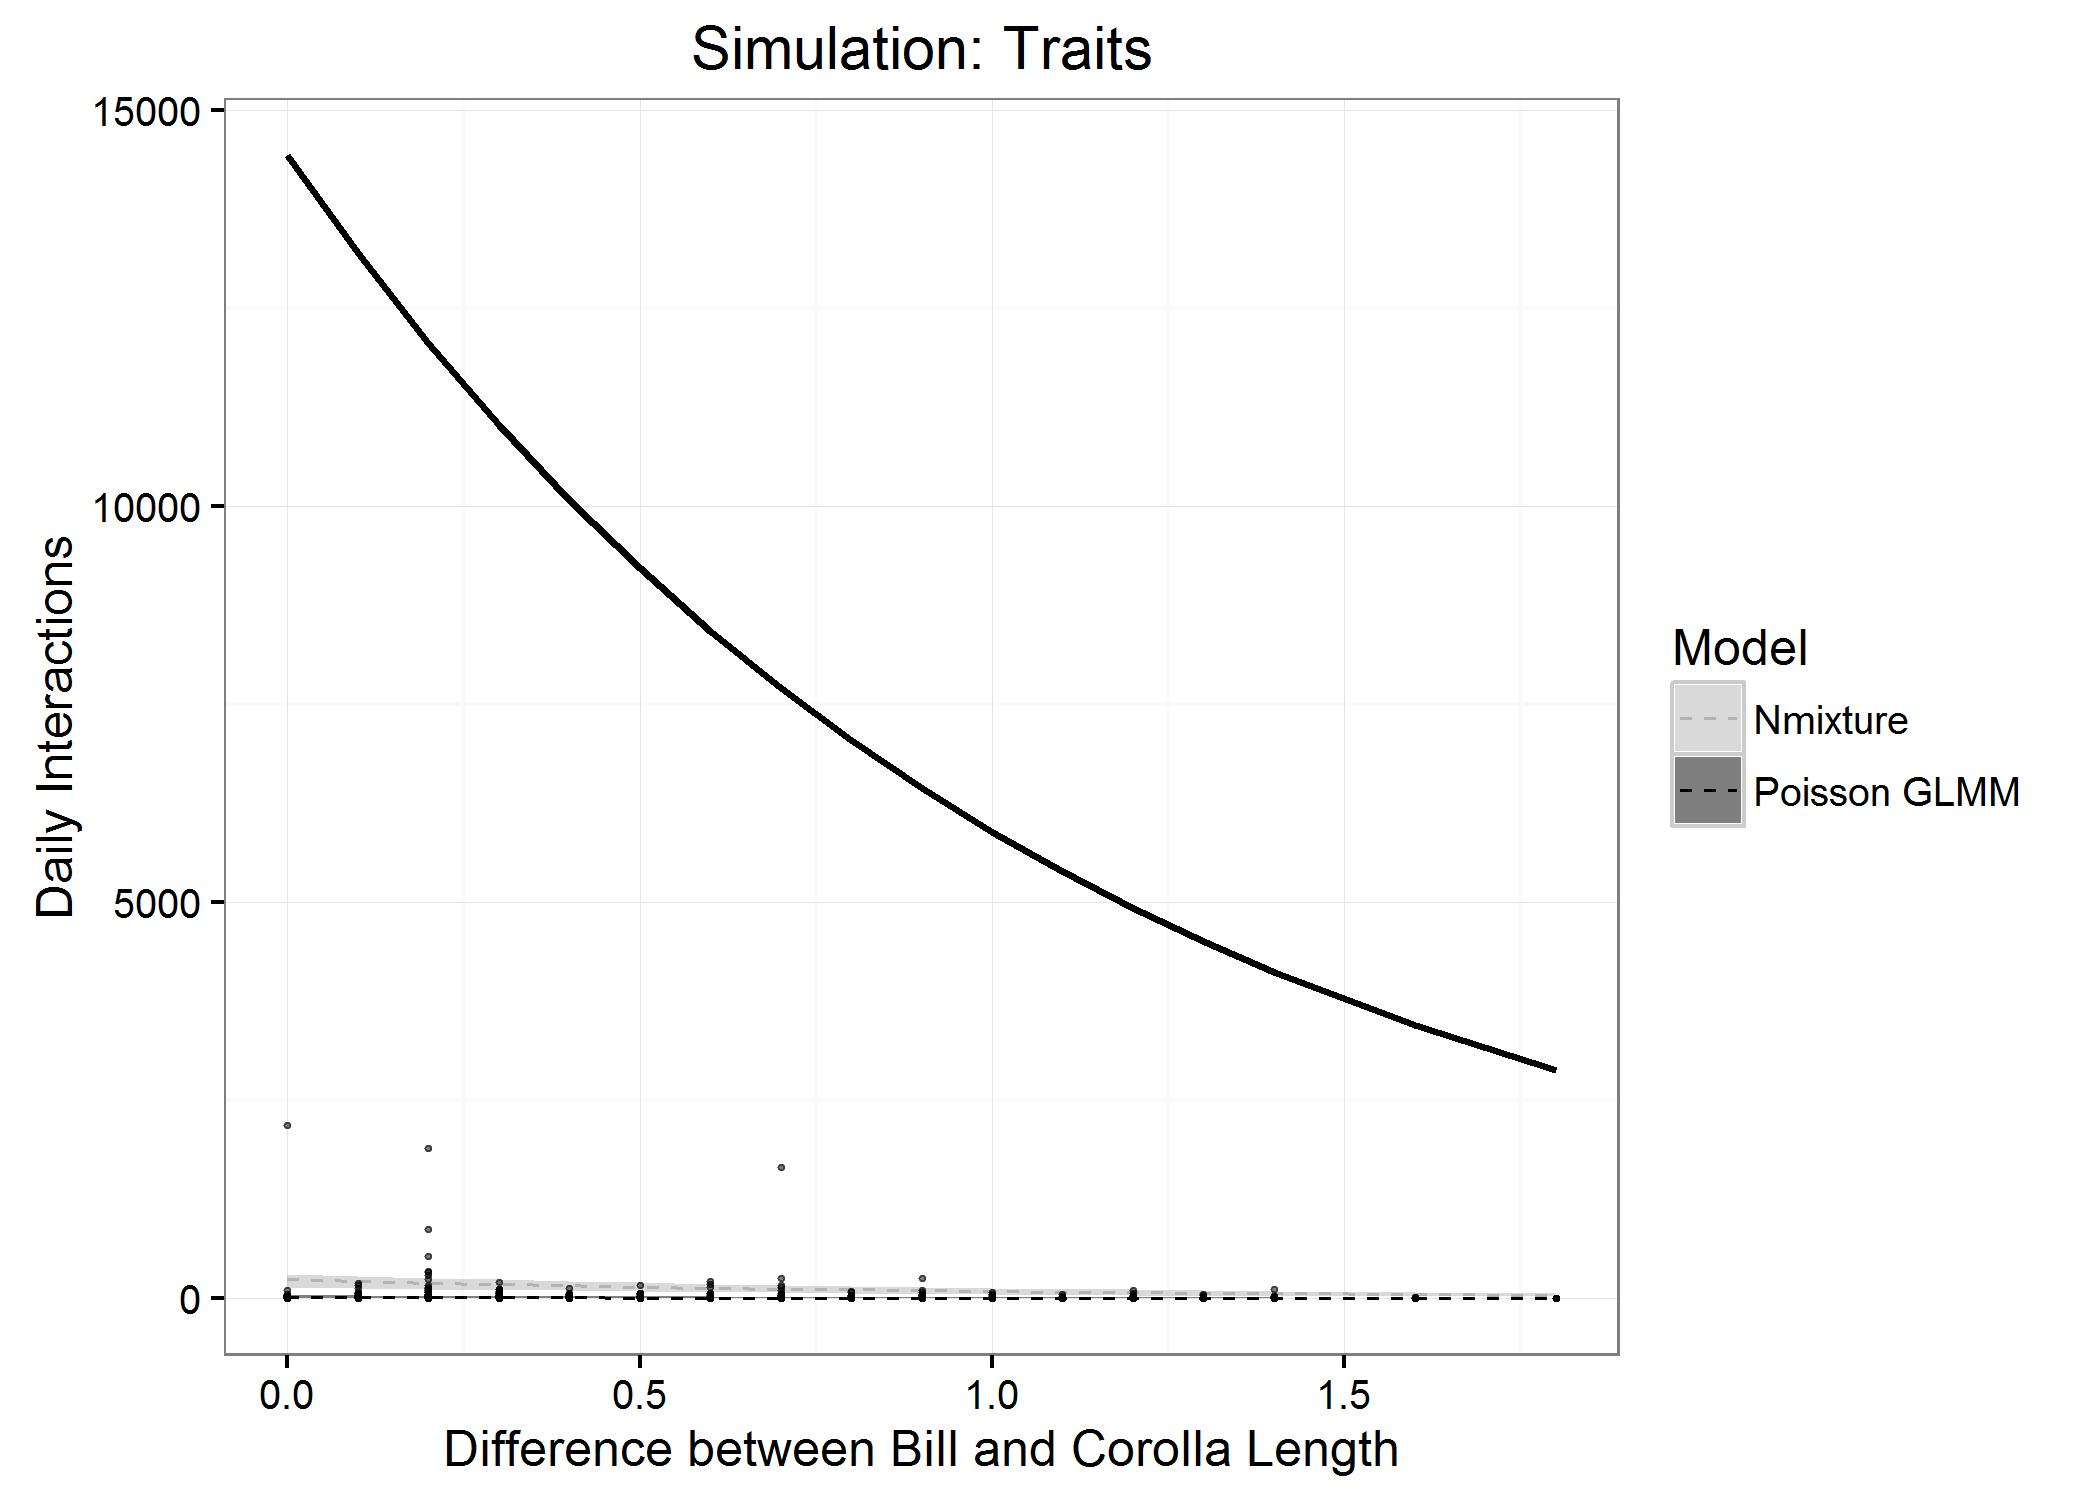 Simulation: Traits
15000
10000
5000
0
Daily Interactions
0.0 0.5 1.0 1.5
Difference between Bill and Corolla Length
Model
Nmixture
Poisson GLMM